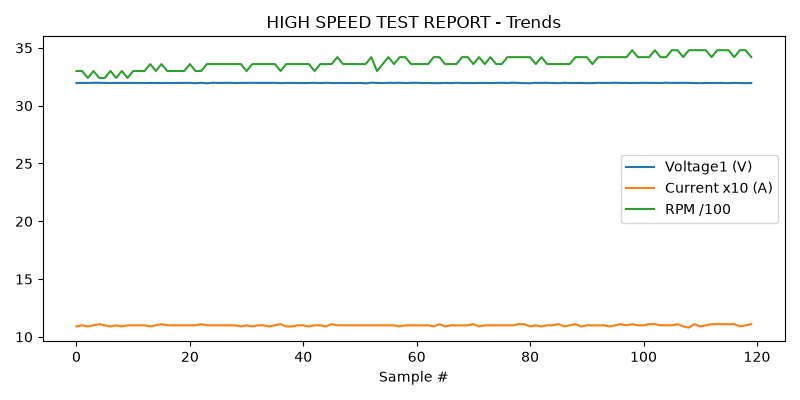 HIGH SPEED TEST REPORT - Trends
35
30
25
20
15
10
Voltage1 (V)
Current x10 (A)
RPM /100
0 20 40 60 80 100 120
Sample #